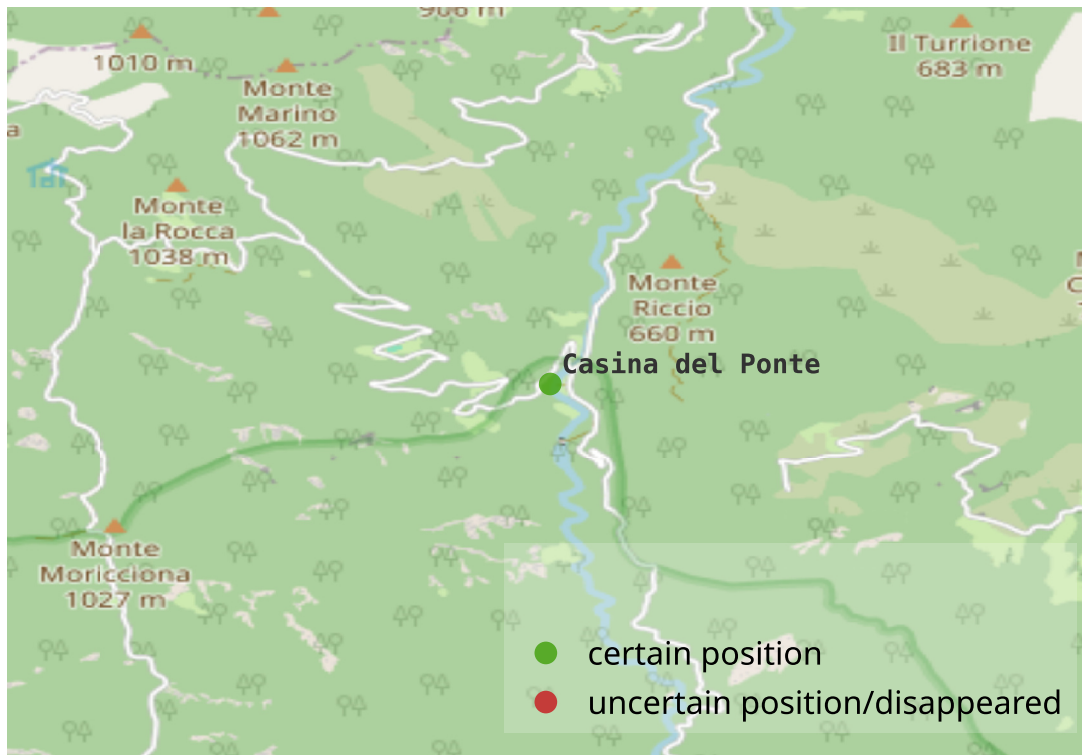 906 m
Il Turrione
683 m
1010 m
Monte
Marino
1062 m
a
Monte
la Rocca
1038 m
Monte
Riccio
660 m
Casina del Ponte
Monte
Moricciona
1027 m
certain position
uncertain position/disappeared